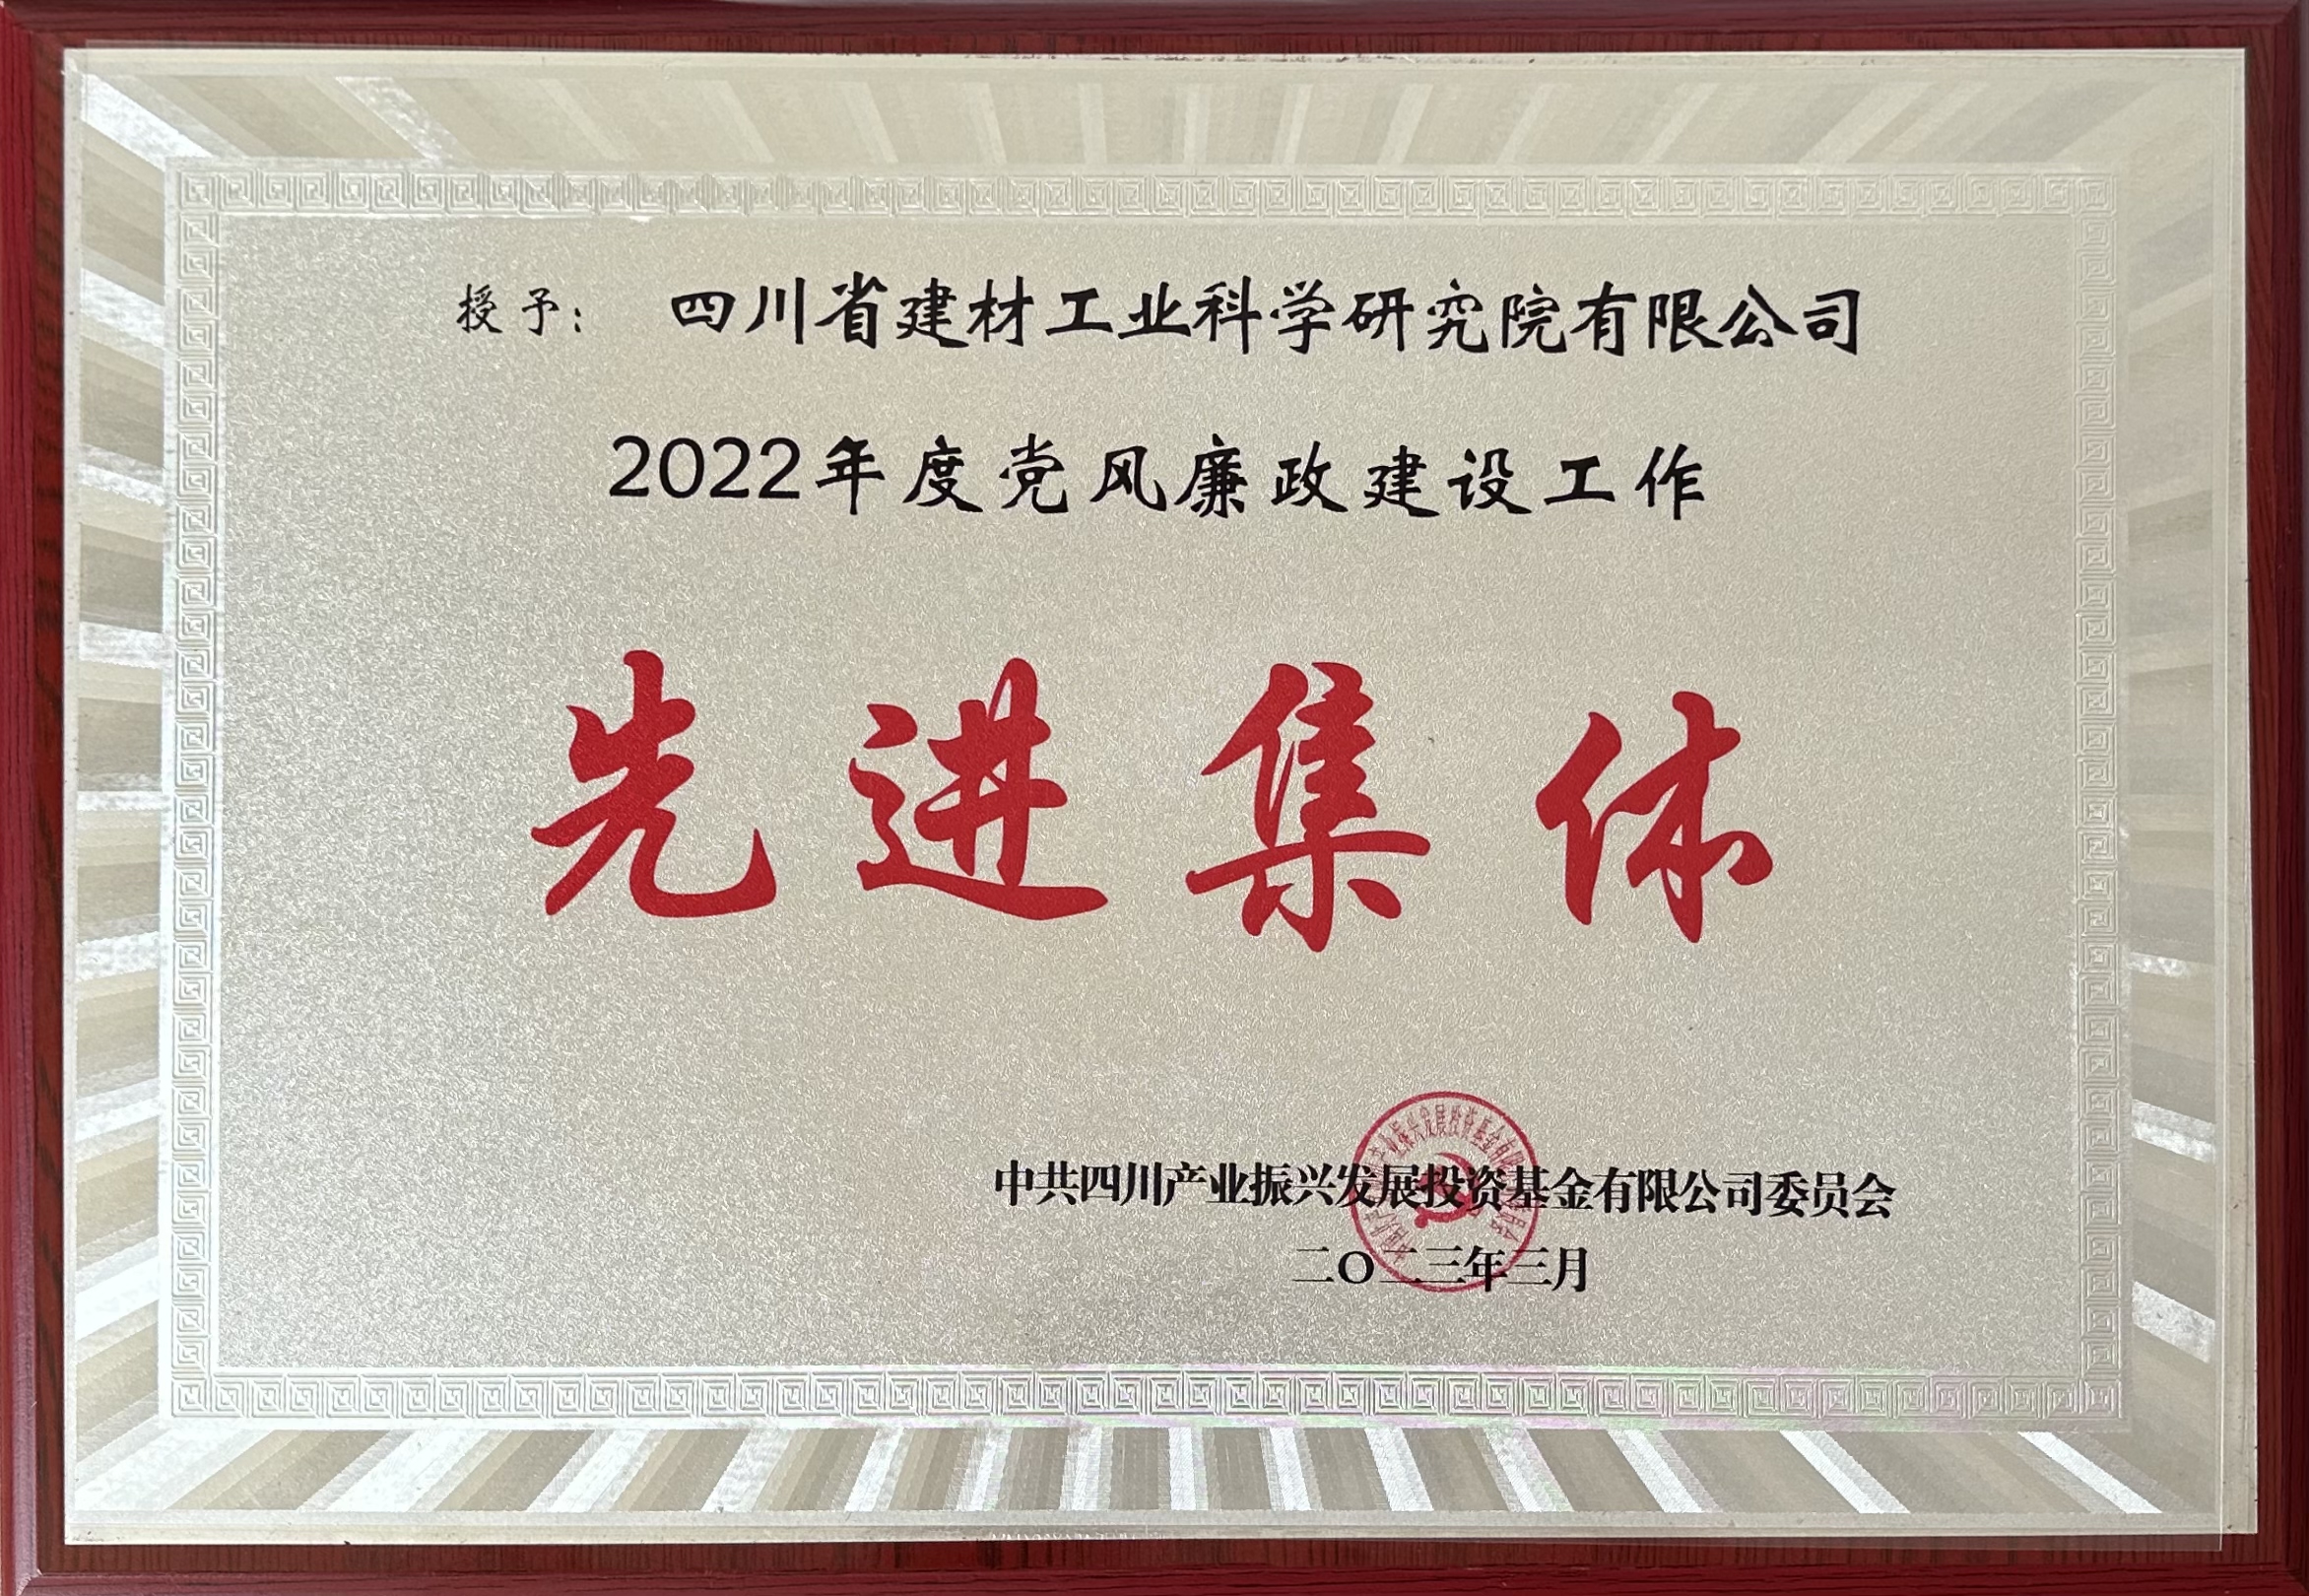 授予： 四川省建材工业科学研究院有限公司
2022年度党风廉政建设工作
先进集体
中共四川产业振兴发展投资基金有限公司委员会
二〇二三年三月